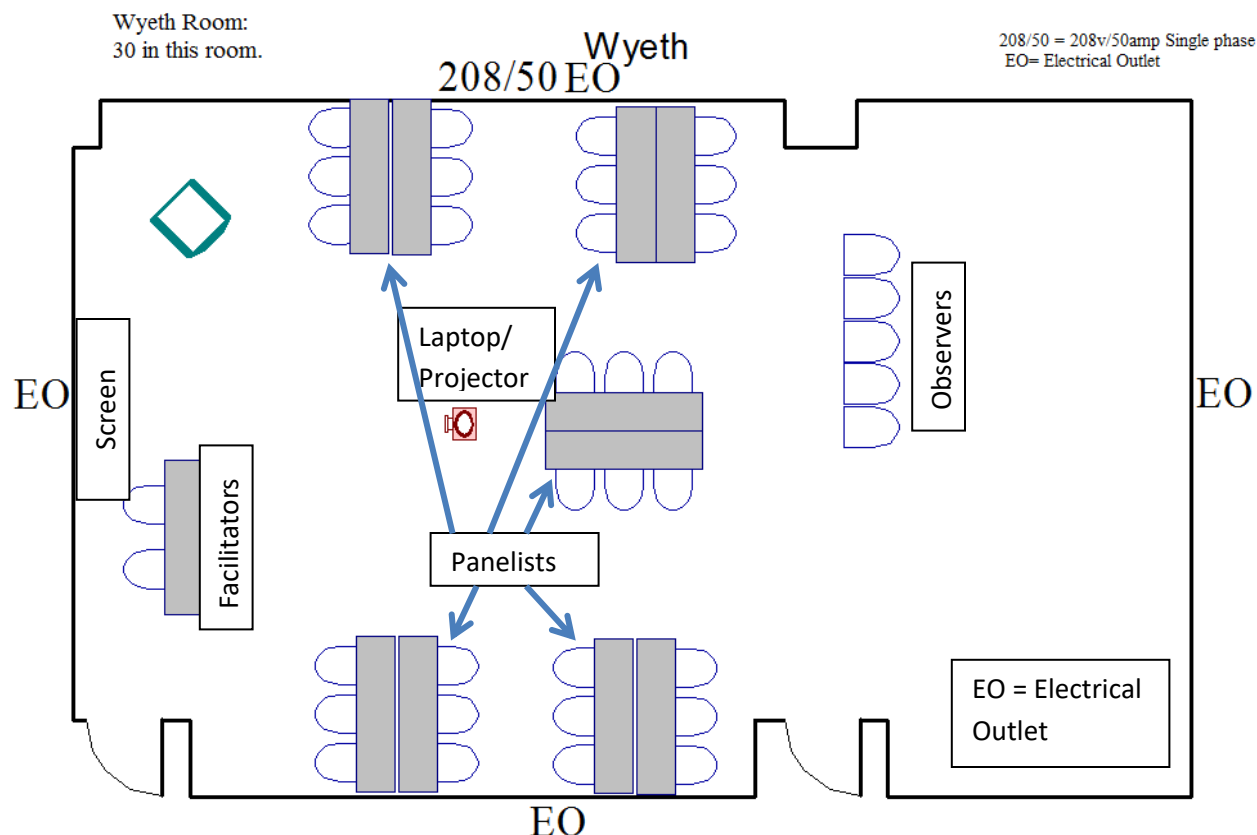 Wyeth Room:
30 in this room.
Wyeth
208/50 EO
208/50 = 208v/50amp Single phase
EO= Electrical Outlet
Laptop/
Projector
Observers
EO
Screen
EO
Facilitators
Panelists
EO = Electrical
Outlet
EO